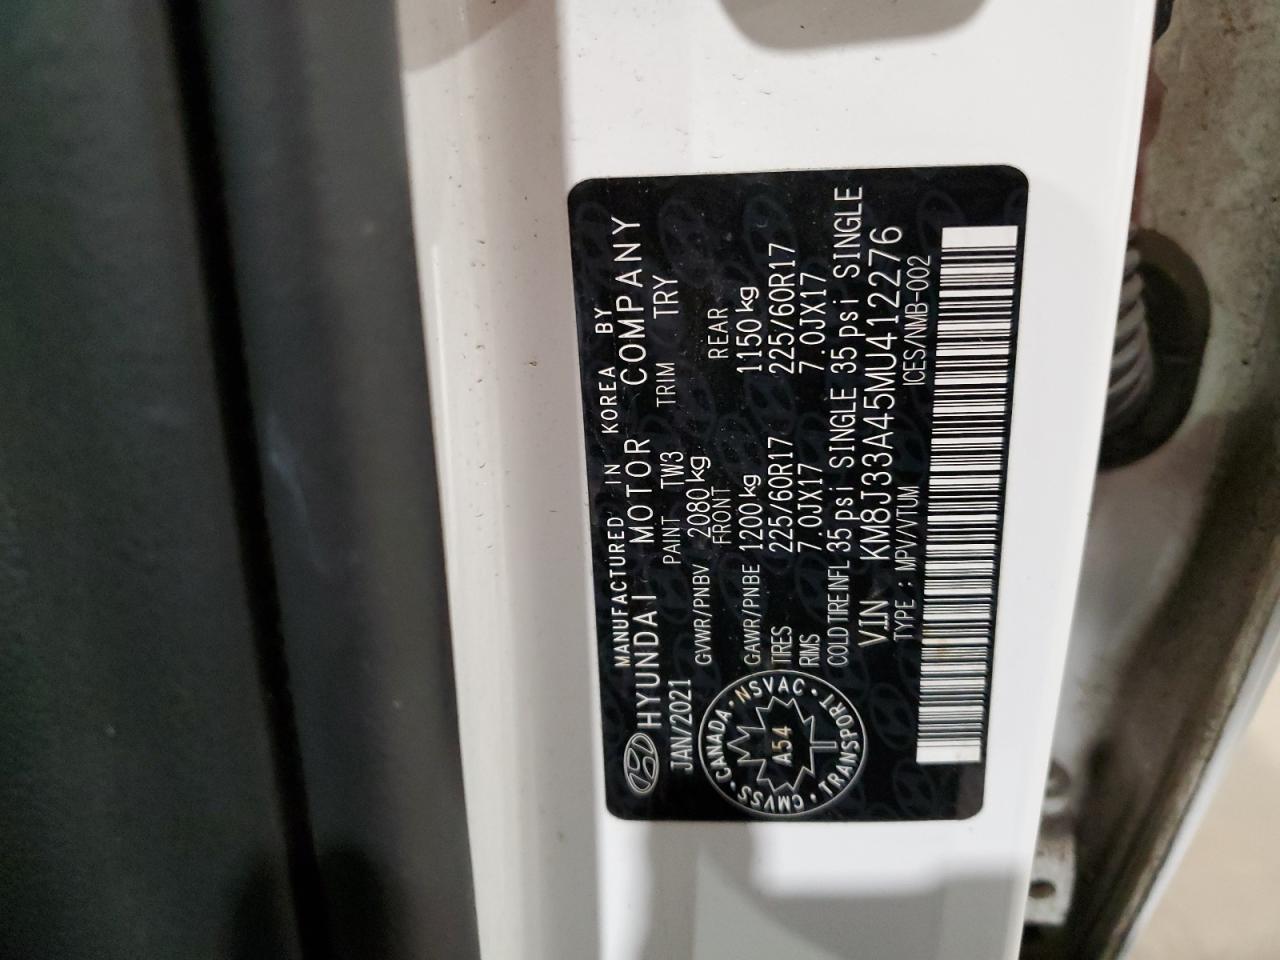 MANUFACTURED IN KOREA BY
HYUNDAI MOTOR COMPANY
JAN/2021 PAINT TW3 TRIM TRY
GVWR/PNBV 2080kg
FRONT REAR
GAWR/PNBE 1200kg 1150kg
TIRES 225/60R17 225/60R17
RIMS 7.0JX17 7.0JX17
COLD TIRE INFL 35 psi SINGLE 35 psi SINGLE
V.I.N KM8J33A45MU412276
TYPE : MPV/VTUM ICES/NMB-002
CANADA · NSVAC · TRANSPORT · CMVSS ·
A54